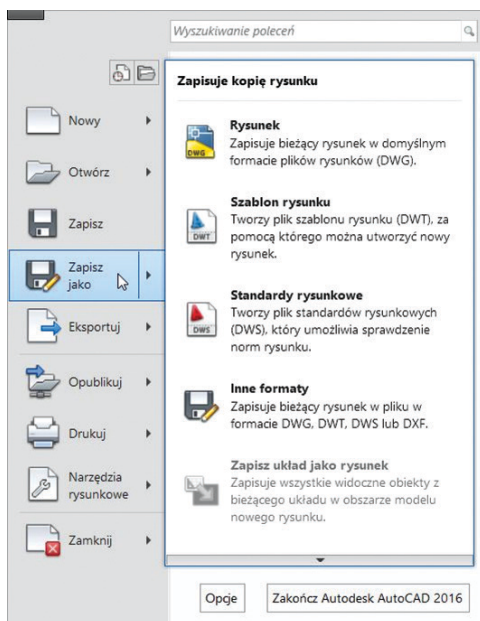 Wyszukiwanie poleceń
Nowy
Otwórz
Zapisz
Zapisz
jako
Eksportuj
Opublikuj
Drukuj
Narzędzia
rysunkowe
Zamknij
Zapisuje kopię rysunku
DWG
Rysunek
Zapisuje bieżący rysunek w domyślnym
formacie plików rysunków (DWG).
DWT
Szablon rysunku
Tworzy plik szablonu rysunku (DWT), za
pomocą którego można utworzyć nowy
rysunek.
DWS
Standardy rysunkowe
Tworzy plik standardów rysunkowych
(DWS), który umożliwia sprawdzenie
norm rysunku.
Inne formaty
Zapisuje bieżący rysunek w pliku w
formacie DWG, DWT, DWS lub DXF.
Zapisz układ jako rysunek
Zapisuje wszystkie widoczne obiekty z
bieżącego układu w obszarze modelu
nowego rysunku.
Opcje
Zakończ Autodesk AutoCAD 2016